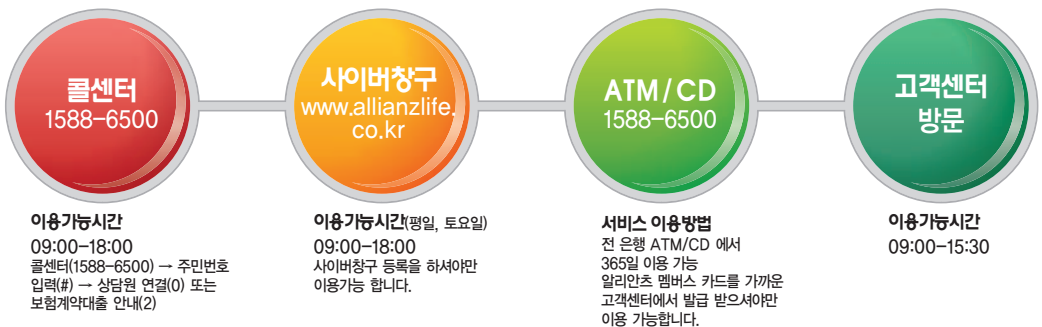 콜센터
1588-6500
사이버창구
www.allianzlife.
co.kr
ATM/CD
1588-6500
고객센터
방문
이용가능시간
09:00-18:00
콜센터(1588-6500) → 주민번호
입력(#) → 상담원 연결(0) 또는
보험계약대출 안내(2)
이용가능시간(평일, 토요일)
09:00-18:00
사이버창구 등록을 하셔야만
이용가능 합니다.
서비스 이용방법
전 은행 ATM/CD 에서
365일 이용 가능
알리안츠 멤버스 카드를 가까운
고객센터에서 발급 받으셔야만
이용 가능합니다.
이용가능시간
09:00-15:30